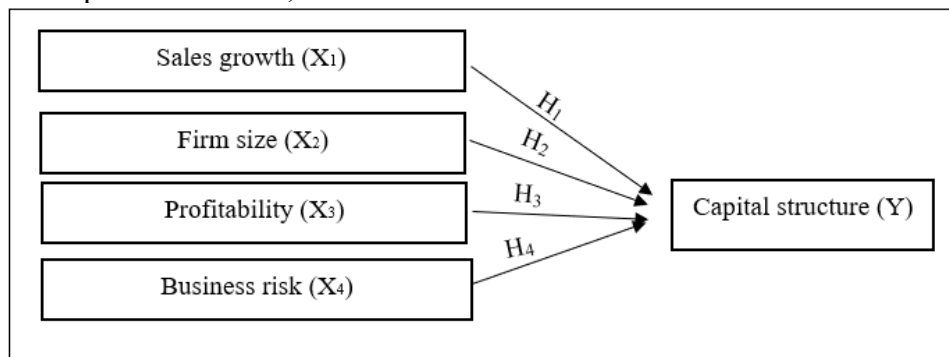 Sales growth (X1)
H1
Firm size (X2)
H2
Profitability (X3)
H3
Capital structure (Y)
Business risk (X4)
H4